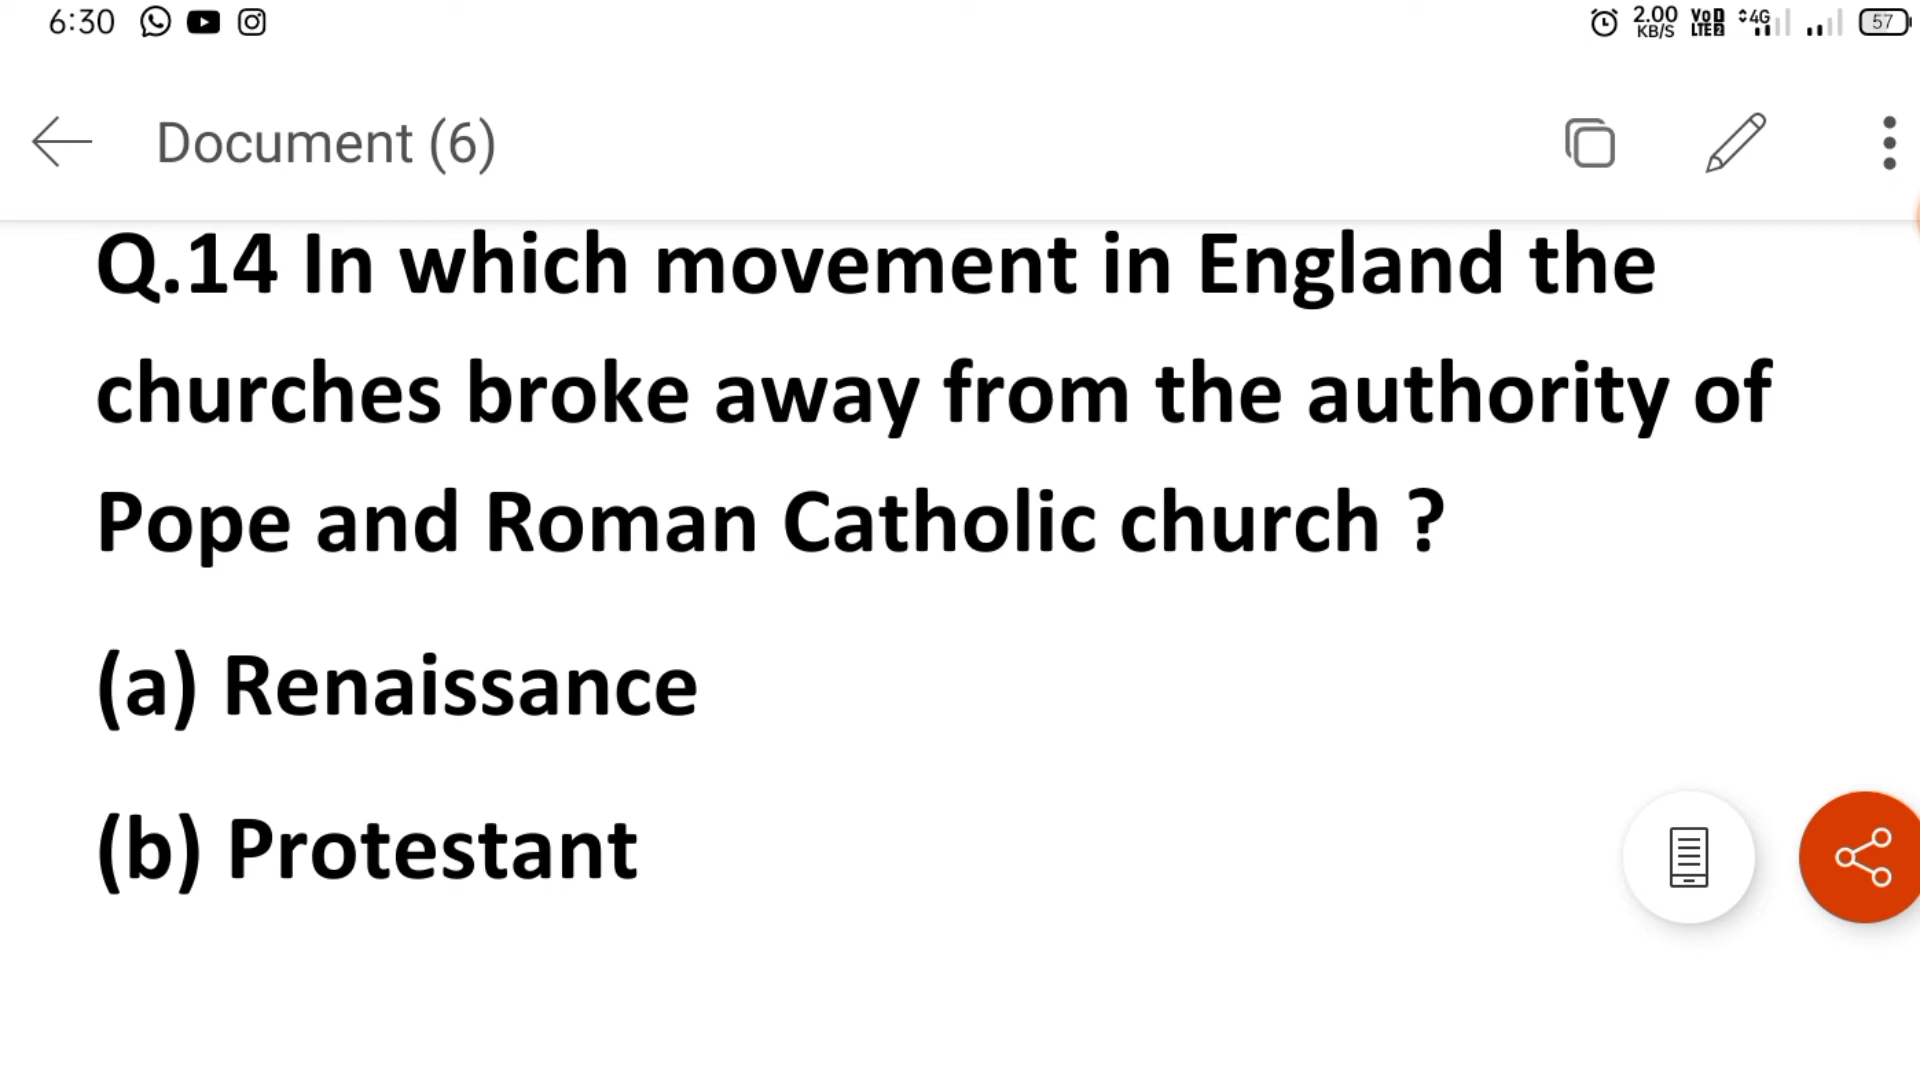 6:30 2.00 KB/S VoD LTE2 4G 57
Document (6)
Q.14 In which movement in England the
churches broke away from the authority of
Pope and Roman Catholic church ?
(a) Renaissance
(b) Protestant